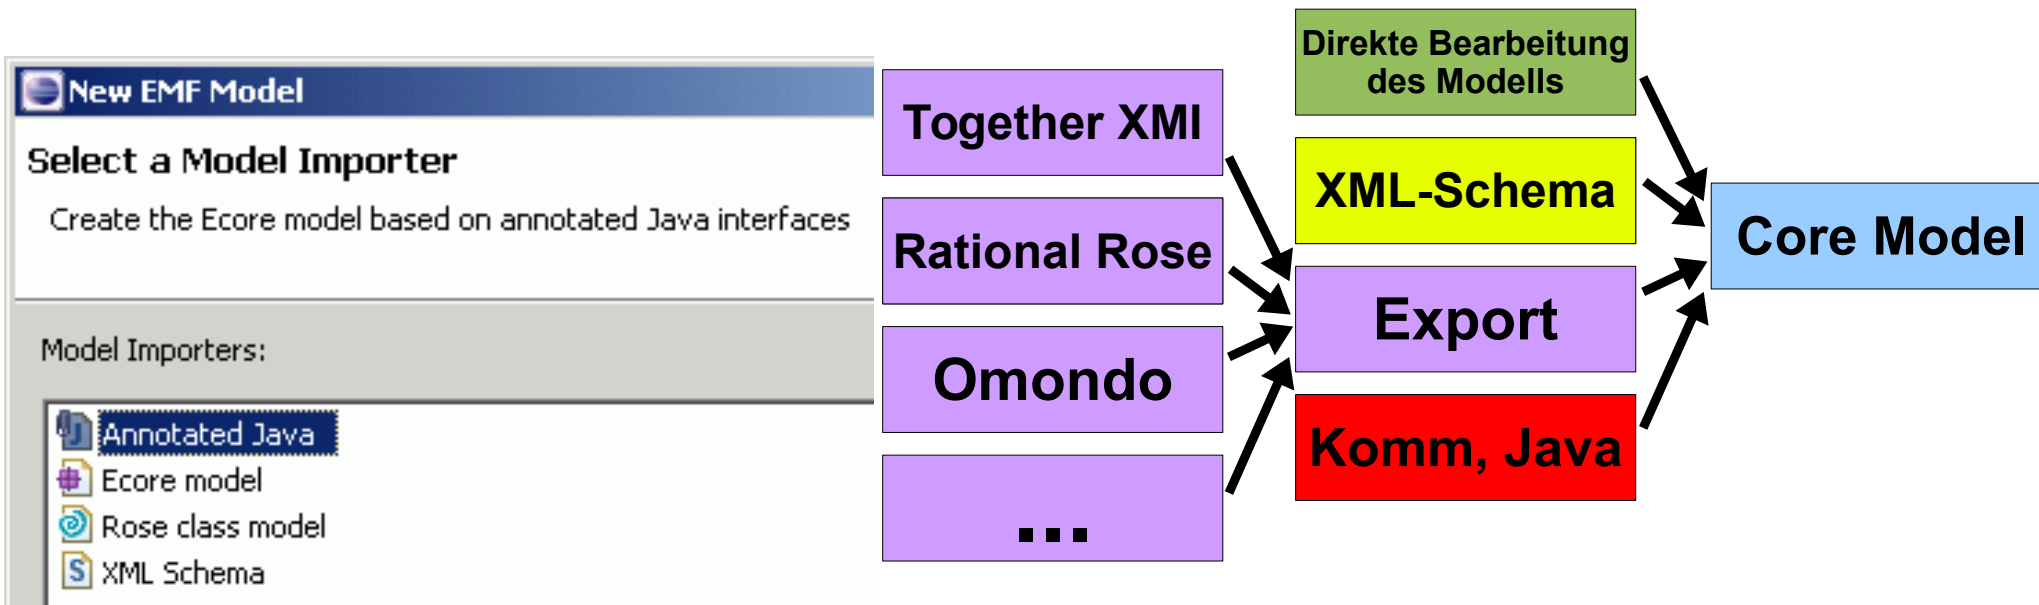 New EMF Model
Select a Model Importer
Create the Ecore model based on annotated Java interfaces
Model Importers:
Annotated Java
Ecore model
Rose class model
XML Schema
Together XMI
Rational Rose
Omondo
...
Direkte Bearbeitung
des Modells
XML-Schema
Export
Komm, Java
Core Model